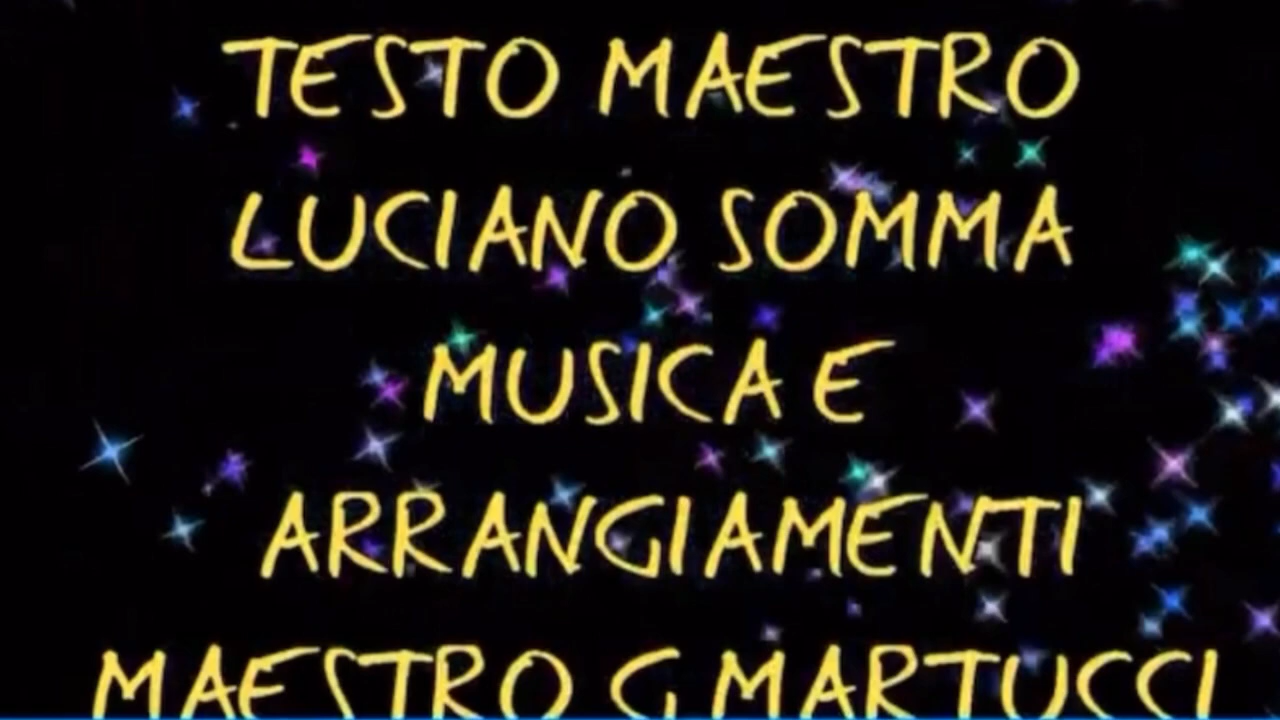 TESTO MAESTRO
LUCIANO SOMMA
MUSICA E
ARRANGIAMENTI
MAESTRO G MARTUCCI